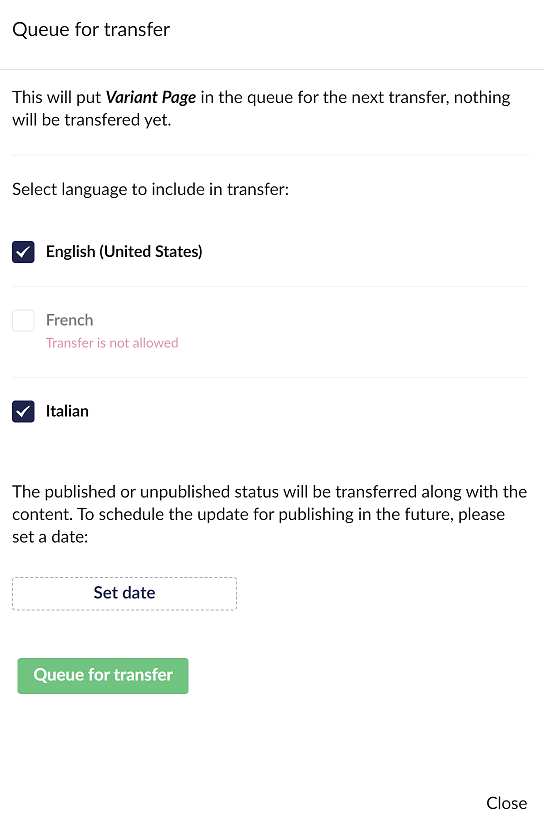 Queue for transfer
This will put Variant Page in the queue for the next transfer, nothing
will be transfered yet.
Select language to include in transfer:
English (United States)
French
Transfer is not allowed
Italian
The published or unpublished status will be transferred along with the
content. To schedule the update for publishing in the future, please
set a date:
Set date
Queue for transfer
Close